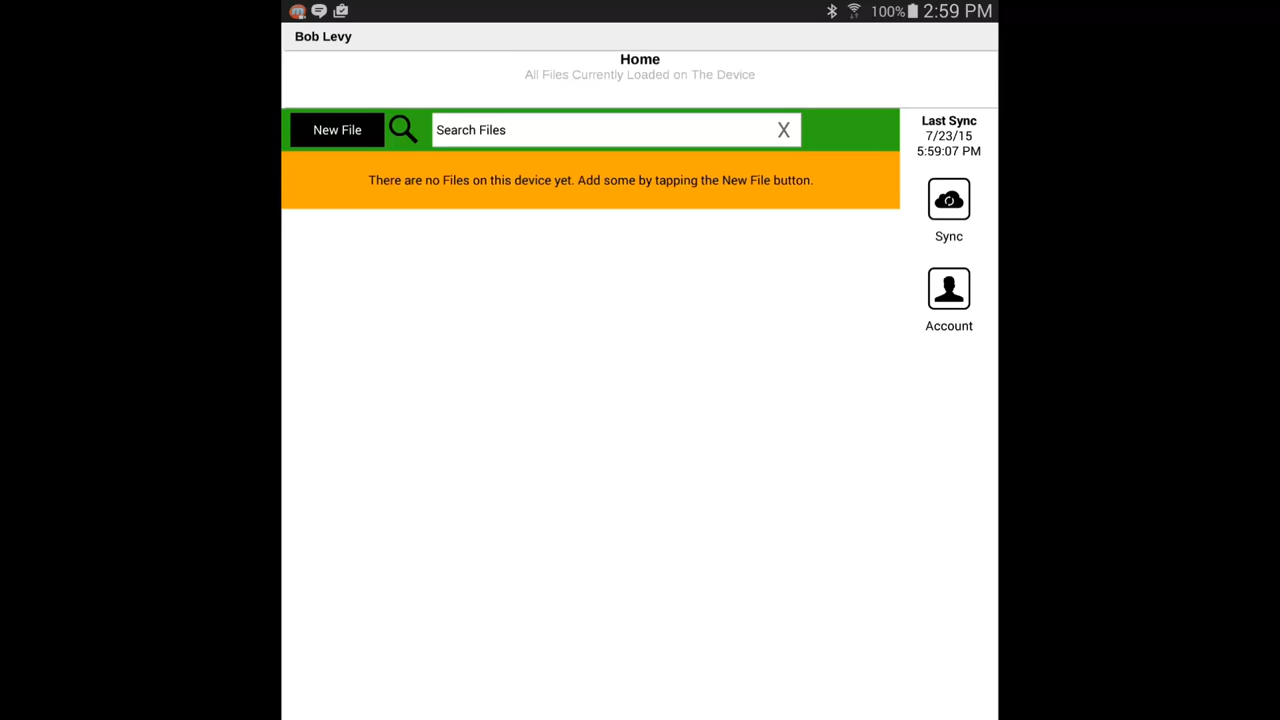 100% 2:59 PM
Bob Levy
Home
All Files Currently Loaded on The Device
New File
Search Files
X
There are no Files on this device yet. Add some by tapping the New File button.
Last Sync
7/23/15
5:59:07 PM
Sync
Account